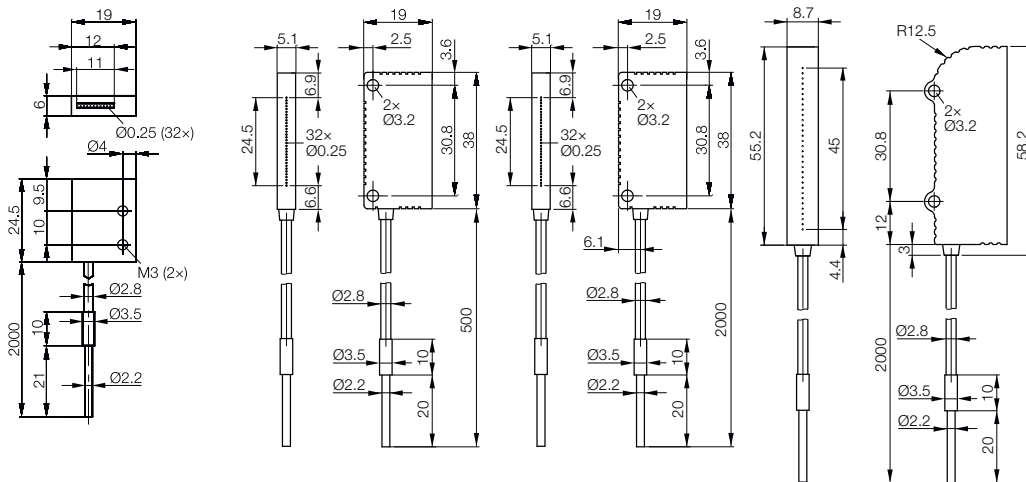 19
12
11
6
Ø0.25 (32×)
Ø4
9.5
24.5
10
M3 (2×)
Ø2.8
Ø3.5
10
2000
21
Ø2.2
5.1
6.9
24.5
32×
Ø0.25
6.6
19
2.5
3.6
2×
Ø3.2
30.8
38
Ø2.8
500
Ø3.5
10
Ø2.2
20
5.1
6.9
24.5
32×
Ø0.25
6.6
19
2.5
3.6
2×
Ø3.2
30.8
38
6.1
Ø2.8
2000
Ø3.5
10
Ø2.2
20
8.7
55.2
45
4.4
R12.5
2×
Ø3.2
30.8
58.2
12
3
Ø2.8
2000
Ø3.5
10
Ø2.2
20